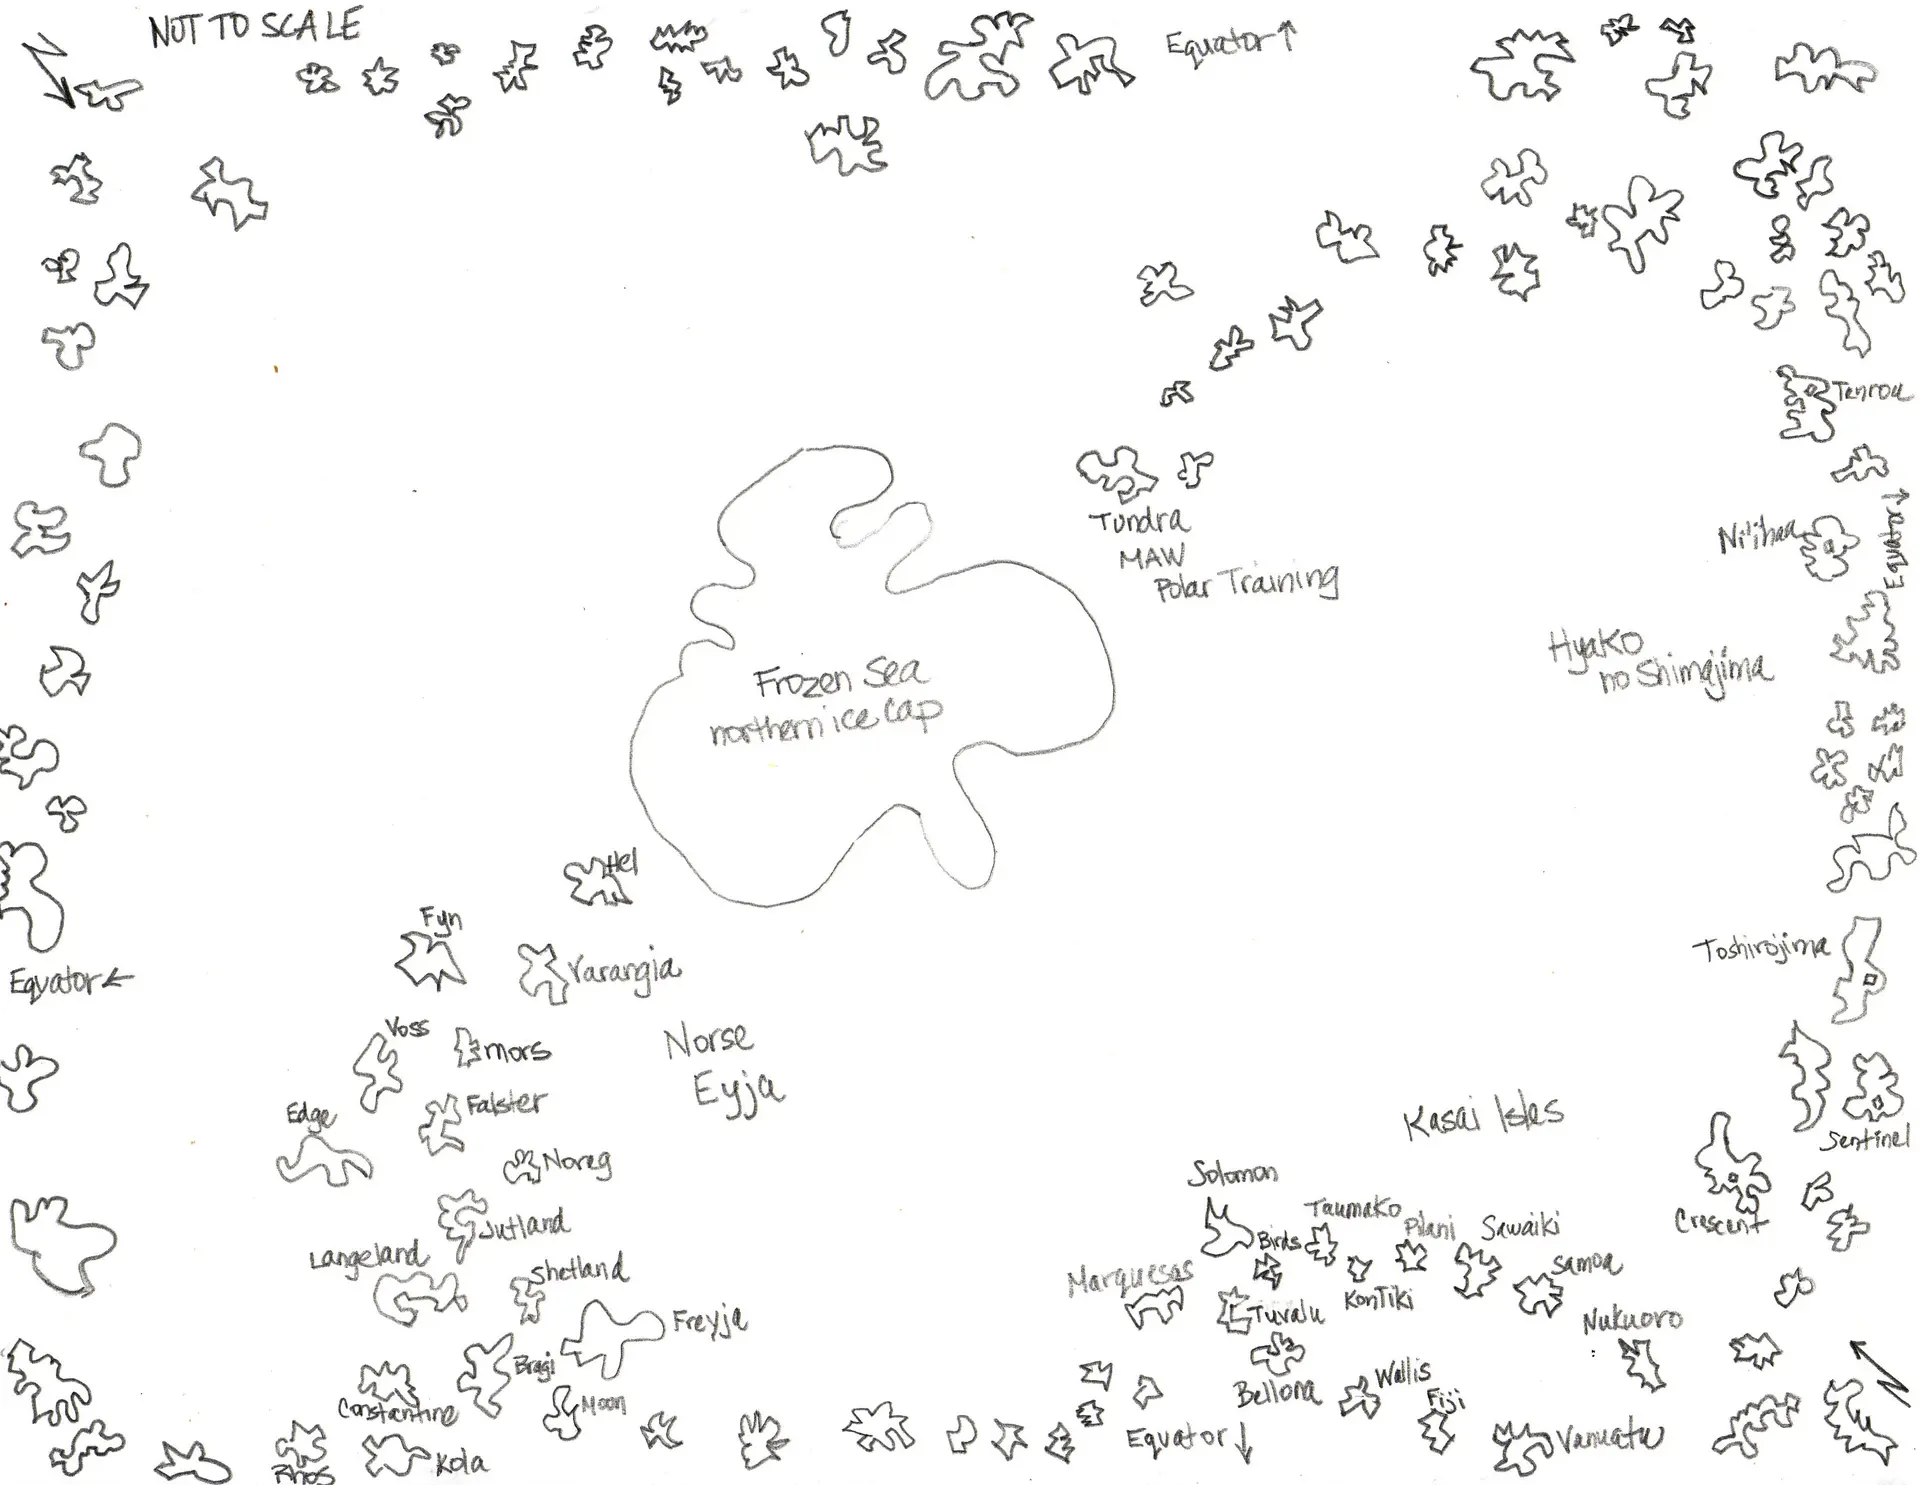 NOT TO SCALE
Equator ↑
Tenroa
Equator ↓
Ni'ihau
Tundra
MAW
Polar Training
Hyako
no Shimajima
Frozen Sea
northern ice cap
Hel
Fyn
Varangia
Toshirojima
Equator ←
Voss
Mors
Norse
Eyja
Edge
Falster
Kasai Isles
Sentinel
Noreg
Solomon
Jutland
Taumako
Pilani
Sawaiki
Crescent
Langeland
Shetland
Birds
Samoa
Marquesas
KonTiki
Tuvalu
Freyja
Nukuoro
Bragi
Wallis
Bellona
Constantine
Moon
Fiji
Equator ↓
Vanuatu
Rhos
Kola